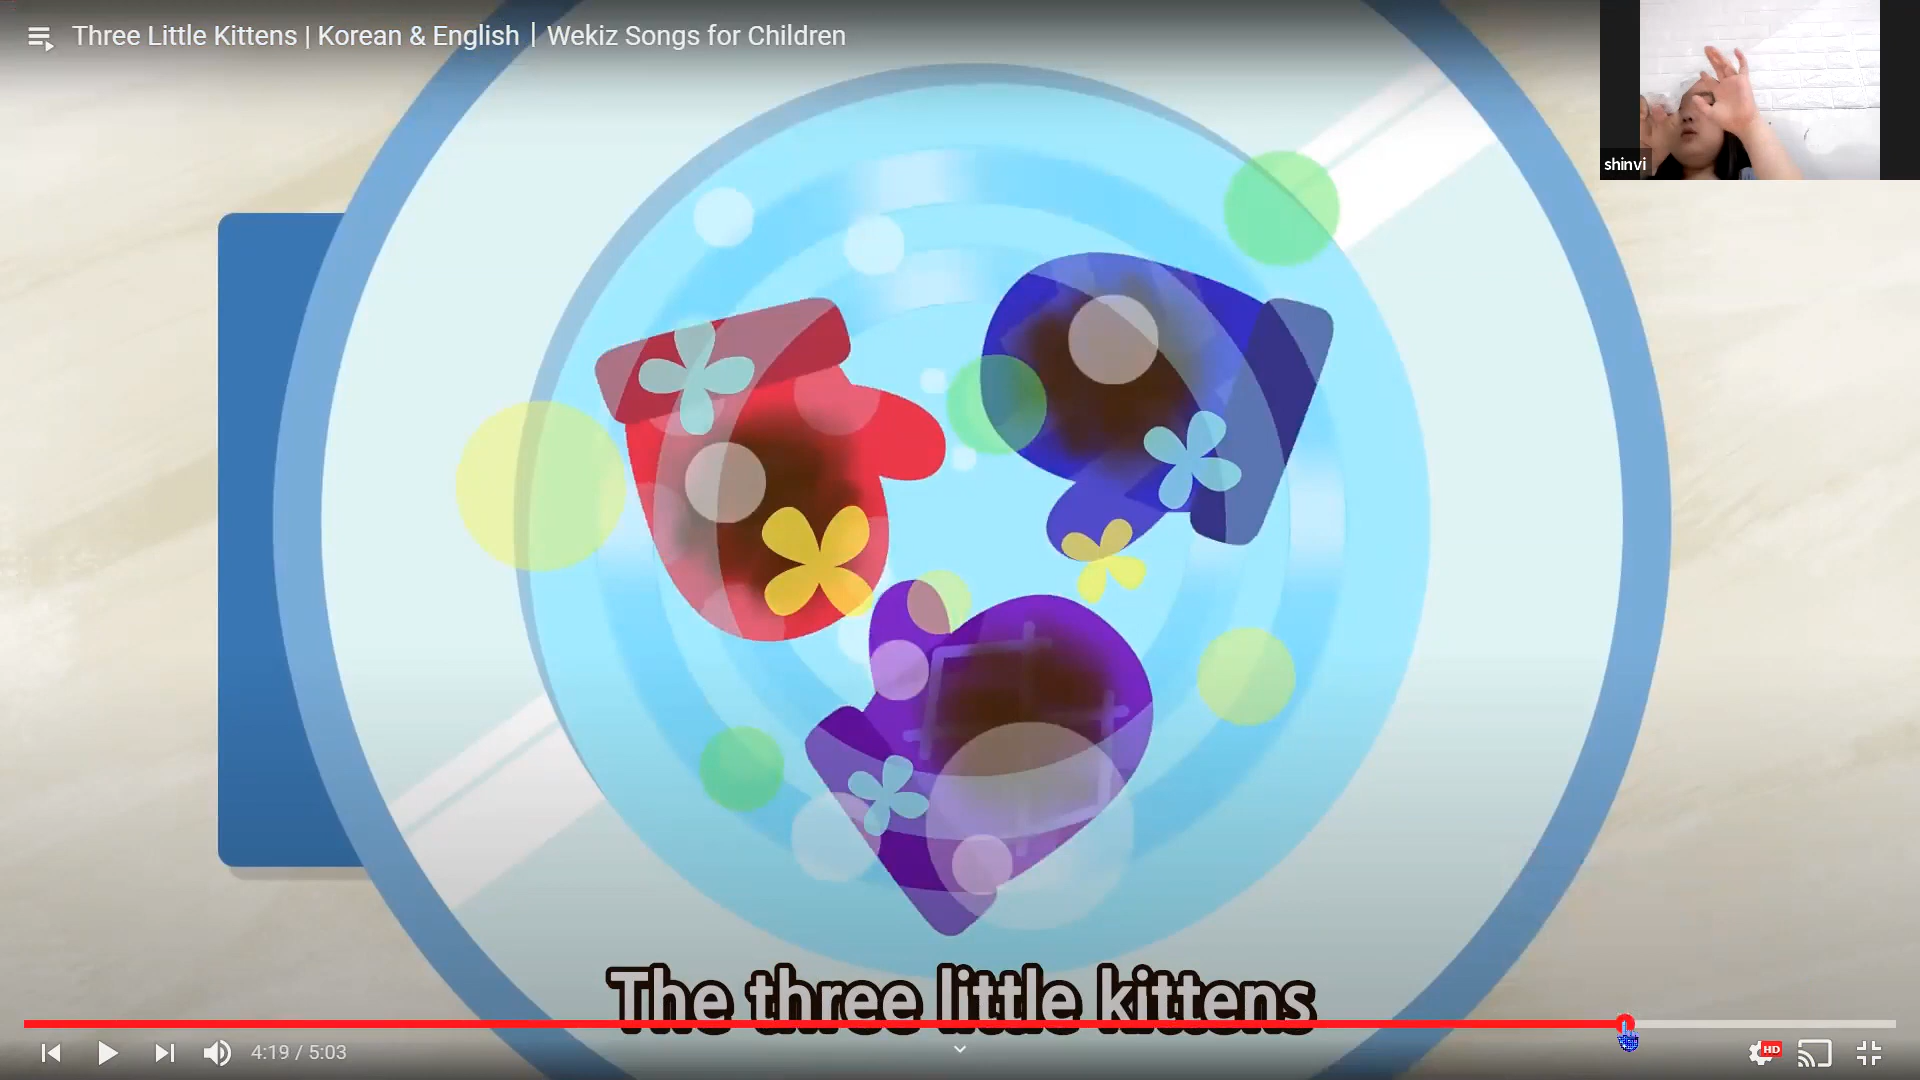 Three Little Kittens | Korean & English│Wekiz Songs for Children
shinvi
The three little kittens
4:19 / 5:03
HD